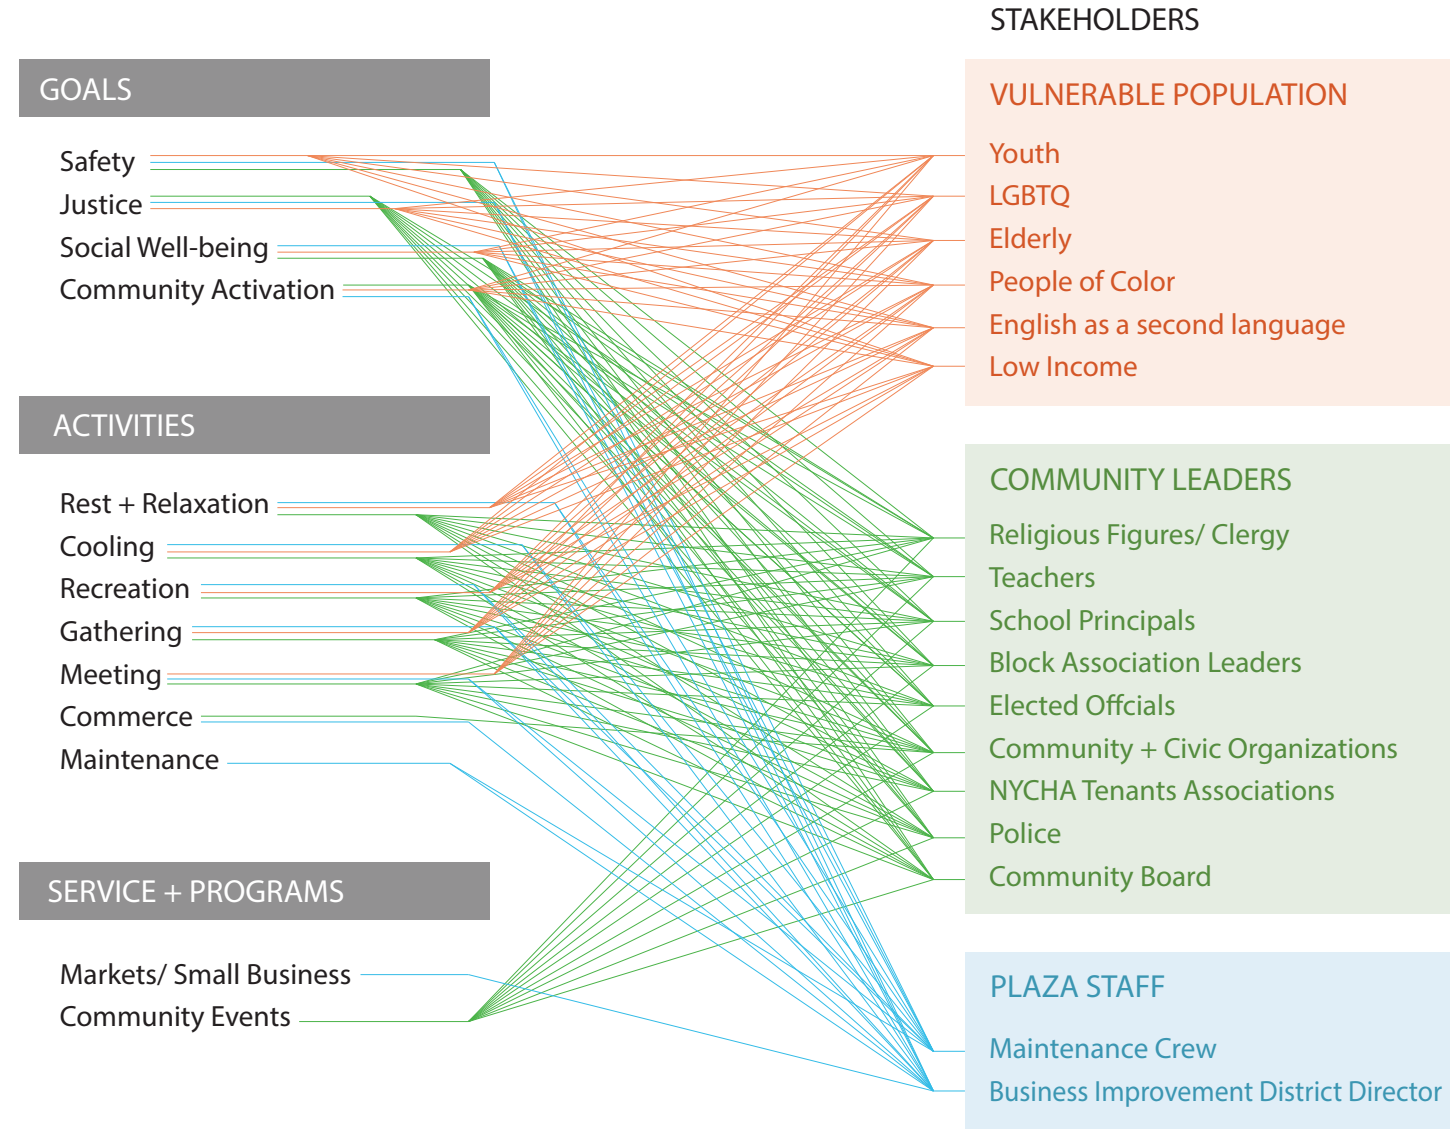 STAKEHOLDERS
GOALS
Safety
Justice
Social Well-being
Community Activation
ACTIVITIES
Rest + Relaxation
Cooling
Recreation
Gathering
Meeting
Commerce
Maintenance
SERVICE + PROGRAMS
Markets/ Small Business
Community Events
VULNERABLE POPULATION
Youth
LGBTQ
Elderly
People of Color
English as a second language
Low Income
COMMUNITY LEADERS
Religious Figures/ Clergy
Teachers
School Principals
Block Association Leaders
Elected Offcials
Community + Civic Organizations
NYCHA Tenants Associations
Police
Community Board
PLAZA STAFF
Maintenance Crew
Business Improvement District Director